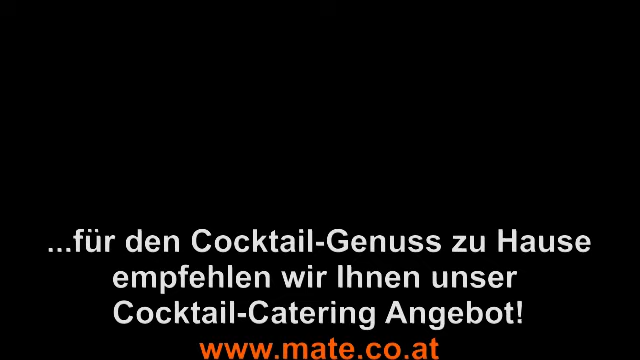 ...für den Cocktail-Genuss zu Hause
empfehlen wir Ihnen unser
Cocktail-Catering Angebot!
www.mate.co.at